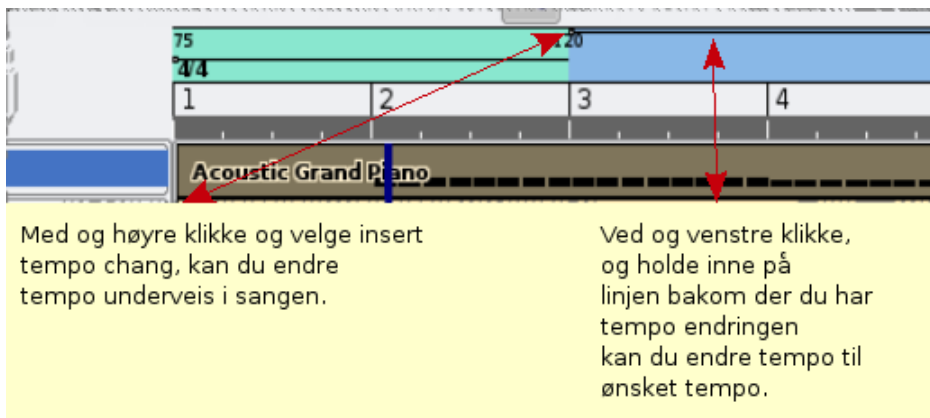 75 120
4/4
1 2 3 4
Acoustic Grand Piano
Med og høyre klikke og velge insert
tempo chang, kan du endre
tempo underveis i sangen.
Ved og venstre klikke,
og holde inne på
linjen bakom der du har
tempo endringen
kan du endre tempo til
ønsket tempo.